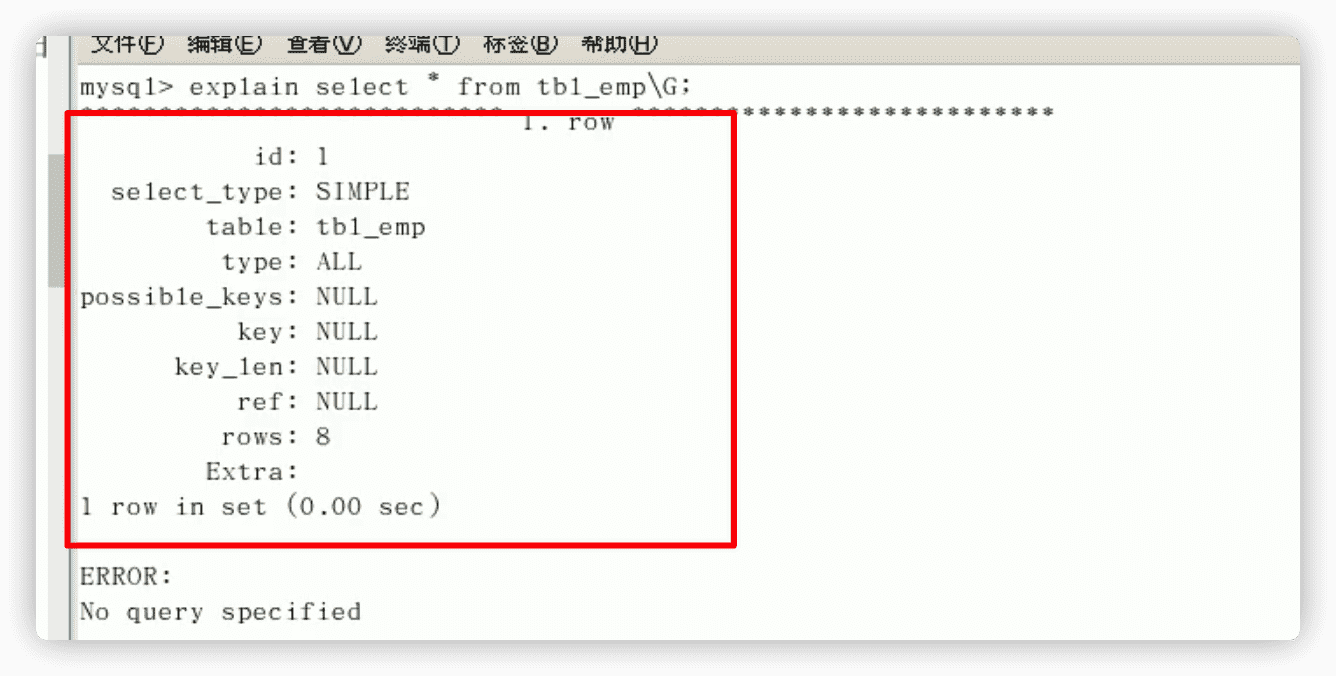 文件(F) 编辑(E) 查看(V) 终端(T) 标签(B) 帮助(H)
mysql> explain select * from tbl_emp\G;
*************************** 1. row ***************************
id: 1
select_type: SIMPLE
table: tbl_emp
type: ALL
possible_keys: NULL
key: NULL
key_len: NULL
ref: NULL
rows: 8
Extra:
1 row in set (0.00 sec)
ERROR:
No query specified